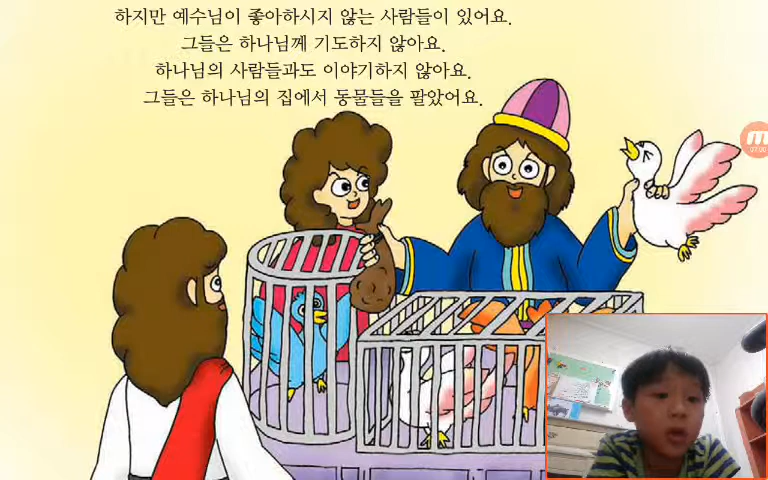 하지만 예수님이 좋아하시지 않는 사람들이 있어요.
그들은 하나님께 기도하지 않아요.
하나님의 사람들과도 이야기하지 않아요.
그들은 하나님의 집에서 동물들을 팔았어요.